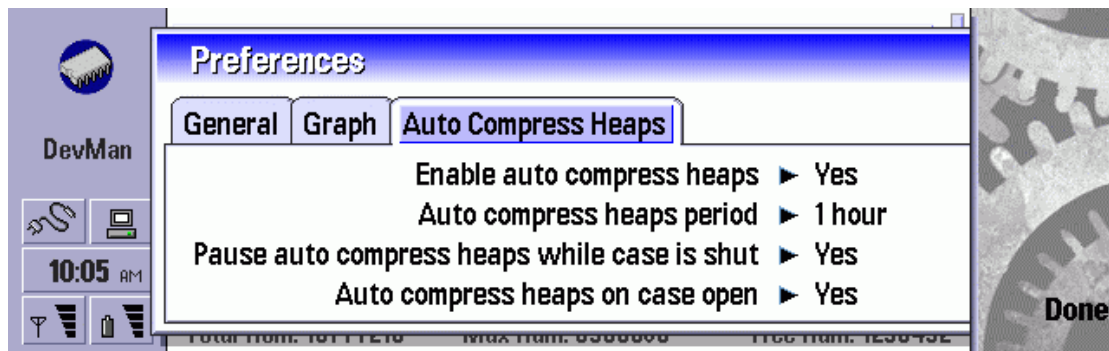 Preferences
General Graph Auto Compress Heaps
DevMan
Enable auto compress heaps Yes
Auto compress heaps period 1 hour
Pause auto compress heaps while case is shut Yes
Auto compress heaps on case open Yes
10:05 AM
Done